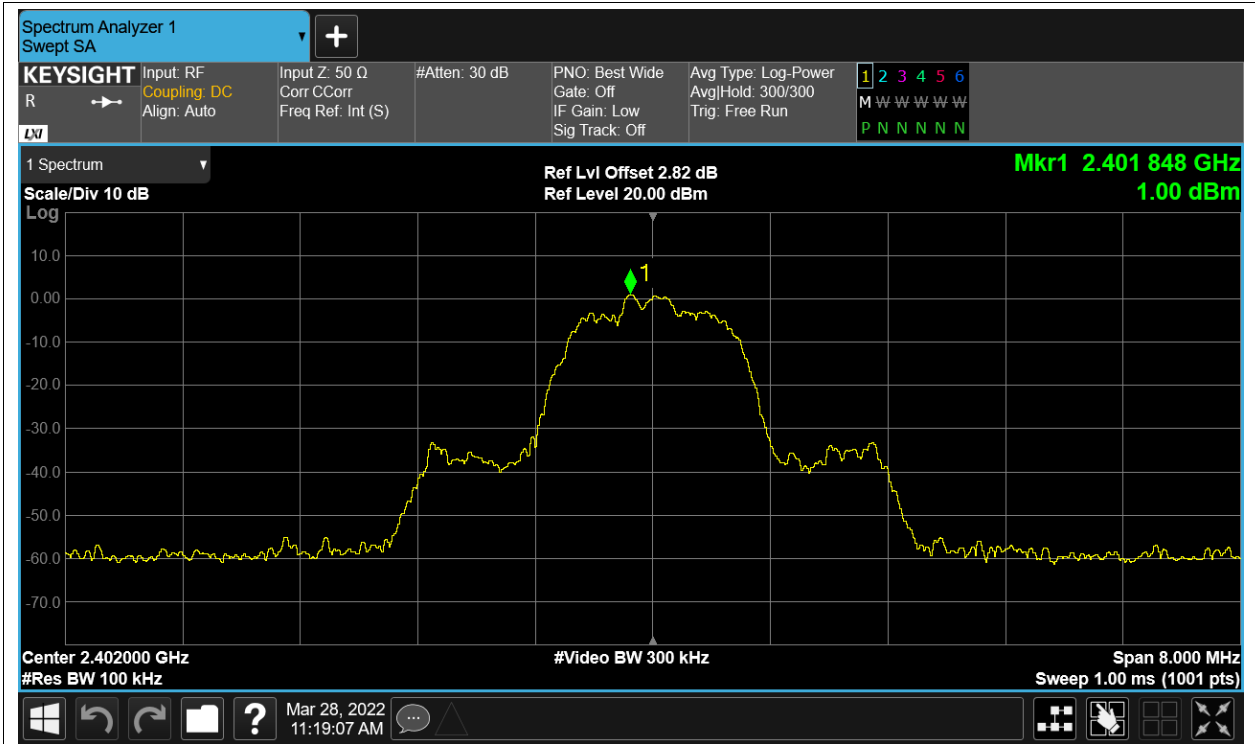 Spectrum Analyzer 1
Swept SA
KEYSIGHT
R
LXI
Input: RF
Coupling: DC
Align: Auto
Input Z: 50 Ω
Corr CCorr
Freq Ref: Int (S)
#Atten: 30 dB
PNO: Best Wide
Gate: Off
IF Gain: Low
Sig Track: Off
Avg Type: Log-Power
Avg|Hold: 300/300
Trig: Free Run
1 2 3 4 5 6
M W W W W W
P N N N N N
1 Spectrum
Scale/Div 10 dB
Log
Ref Lvl Offset 2.82 dB
Ref Level 20.00 dBm
Mkr1 2.401 848 GHz
1.00 dBm
10.0
0.00
-10.0
-20.0
-30.0
-40.0
-50.0
-60.0
-70.0
1
Center 2.402000 GHz
#Res BW 100 kHz
#Video BW 300 kHz
Span 8.000 MHz
Sweep 1.00 ms (1001 pts)
?
Mar 28, 2022
11:19:07 AM